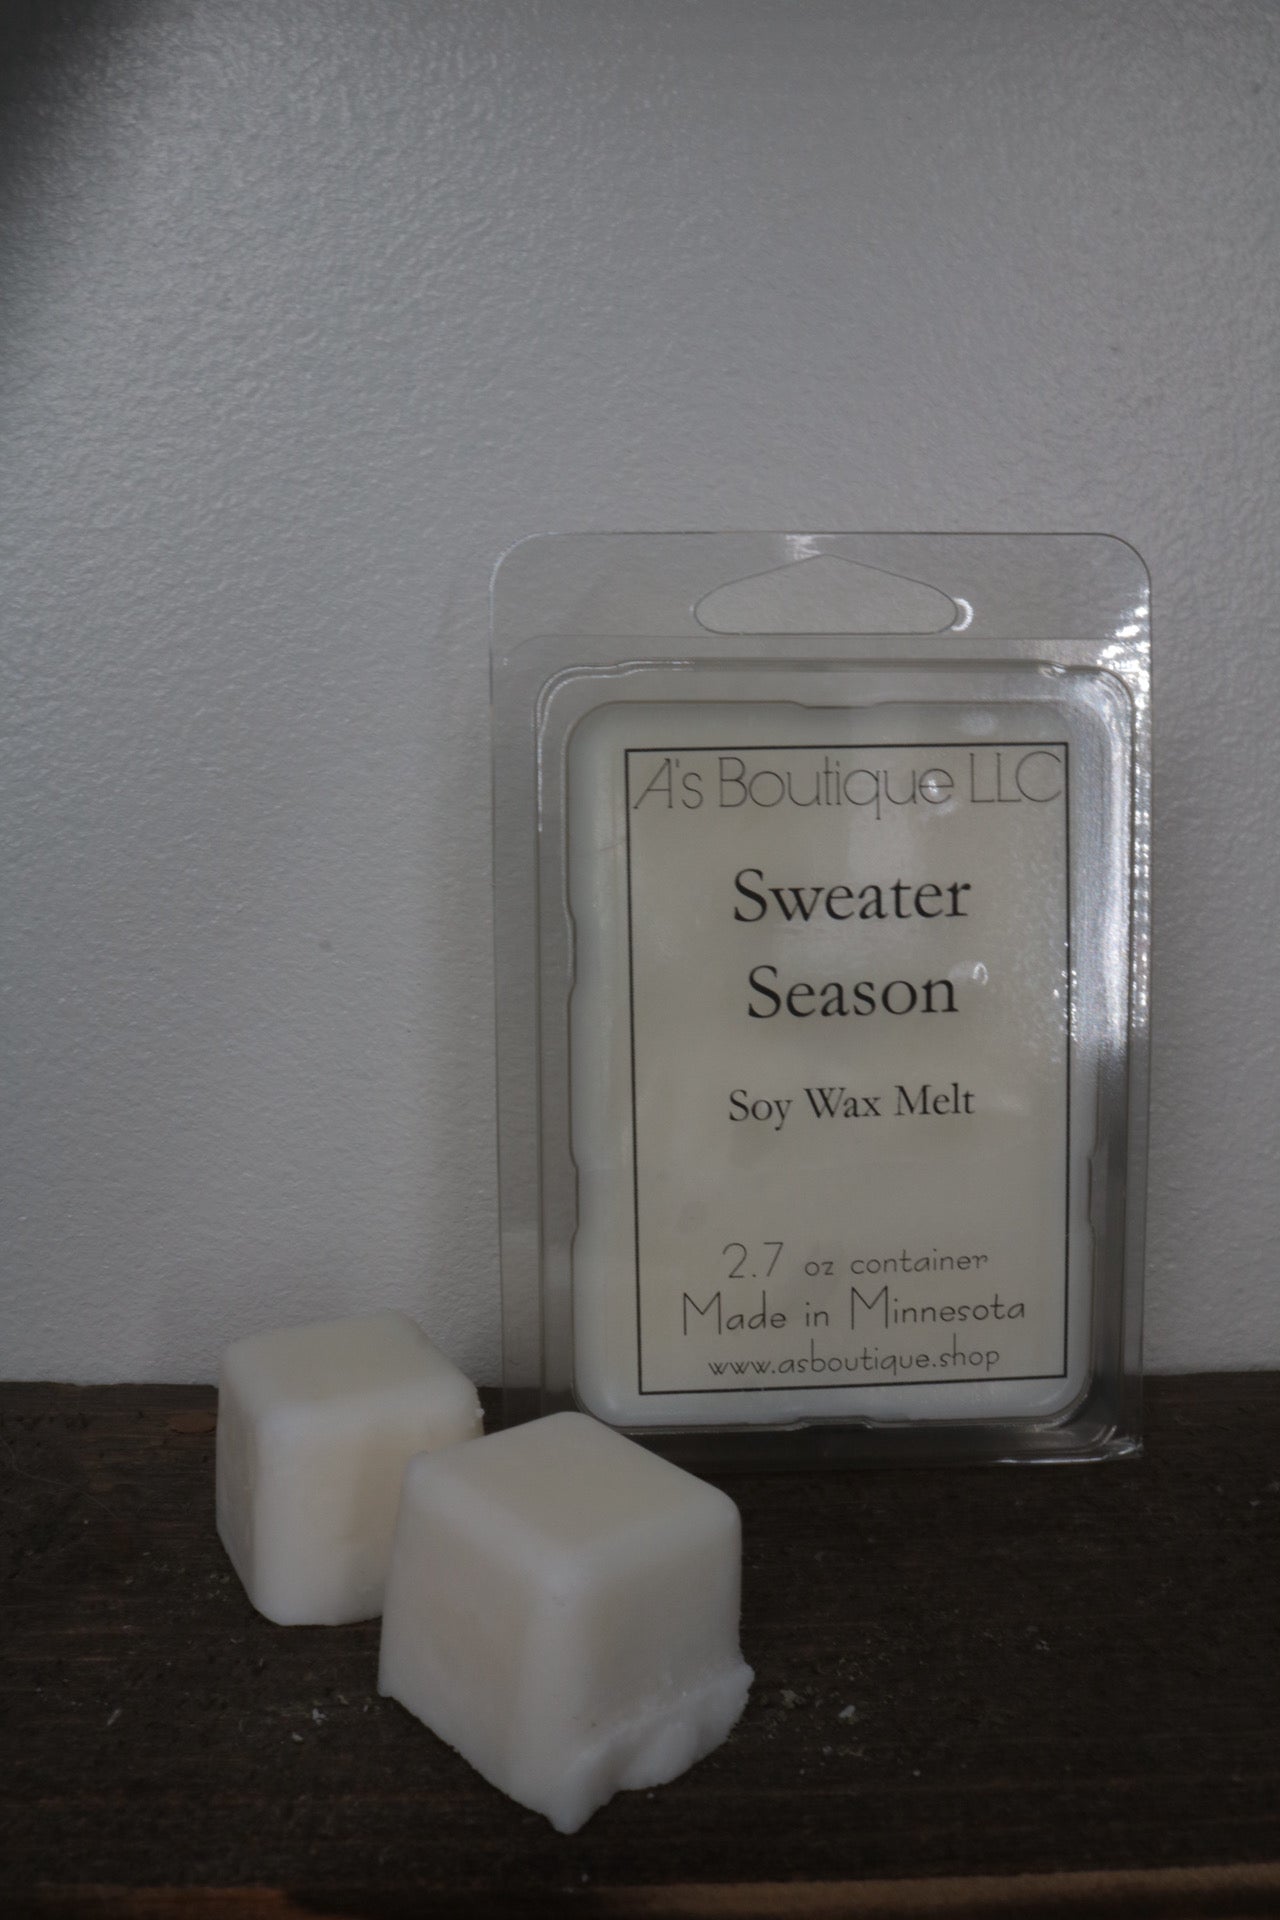 A's Boutique LLC
Sweater
Season
Soy Wax Melt
2.7 oz container
Made in Minnesota
www.asboutique.shop